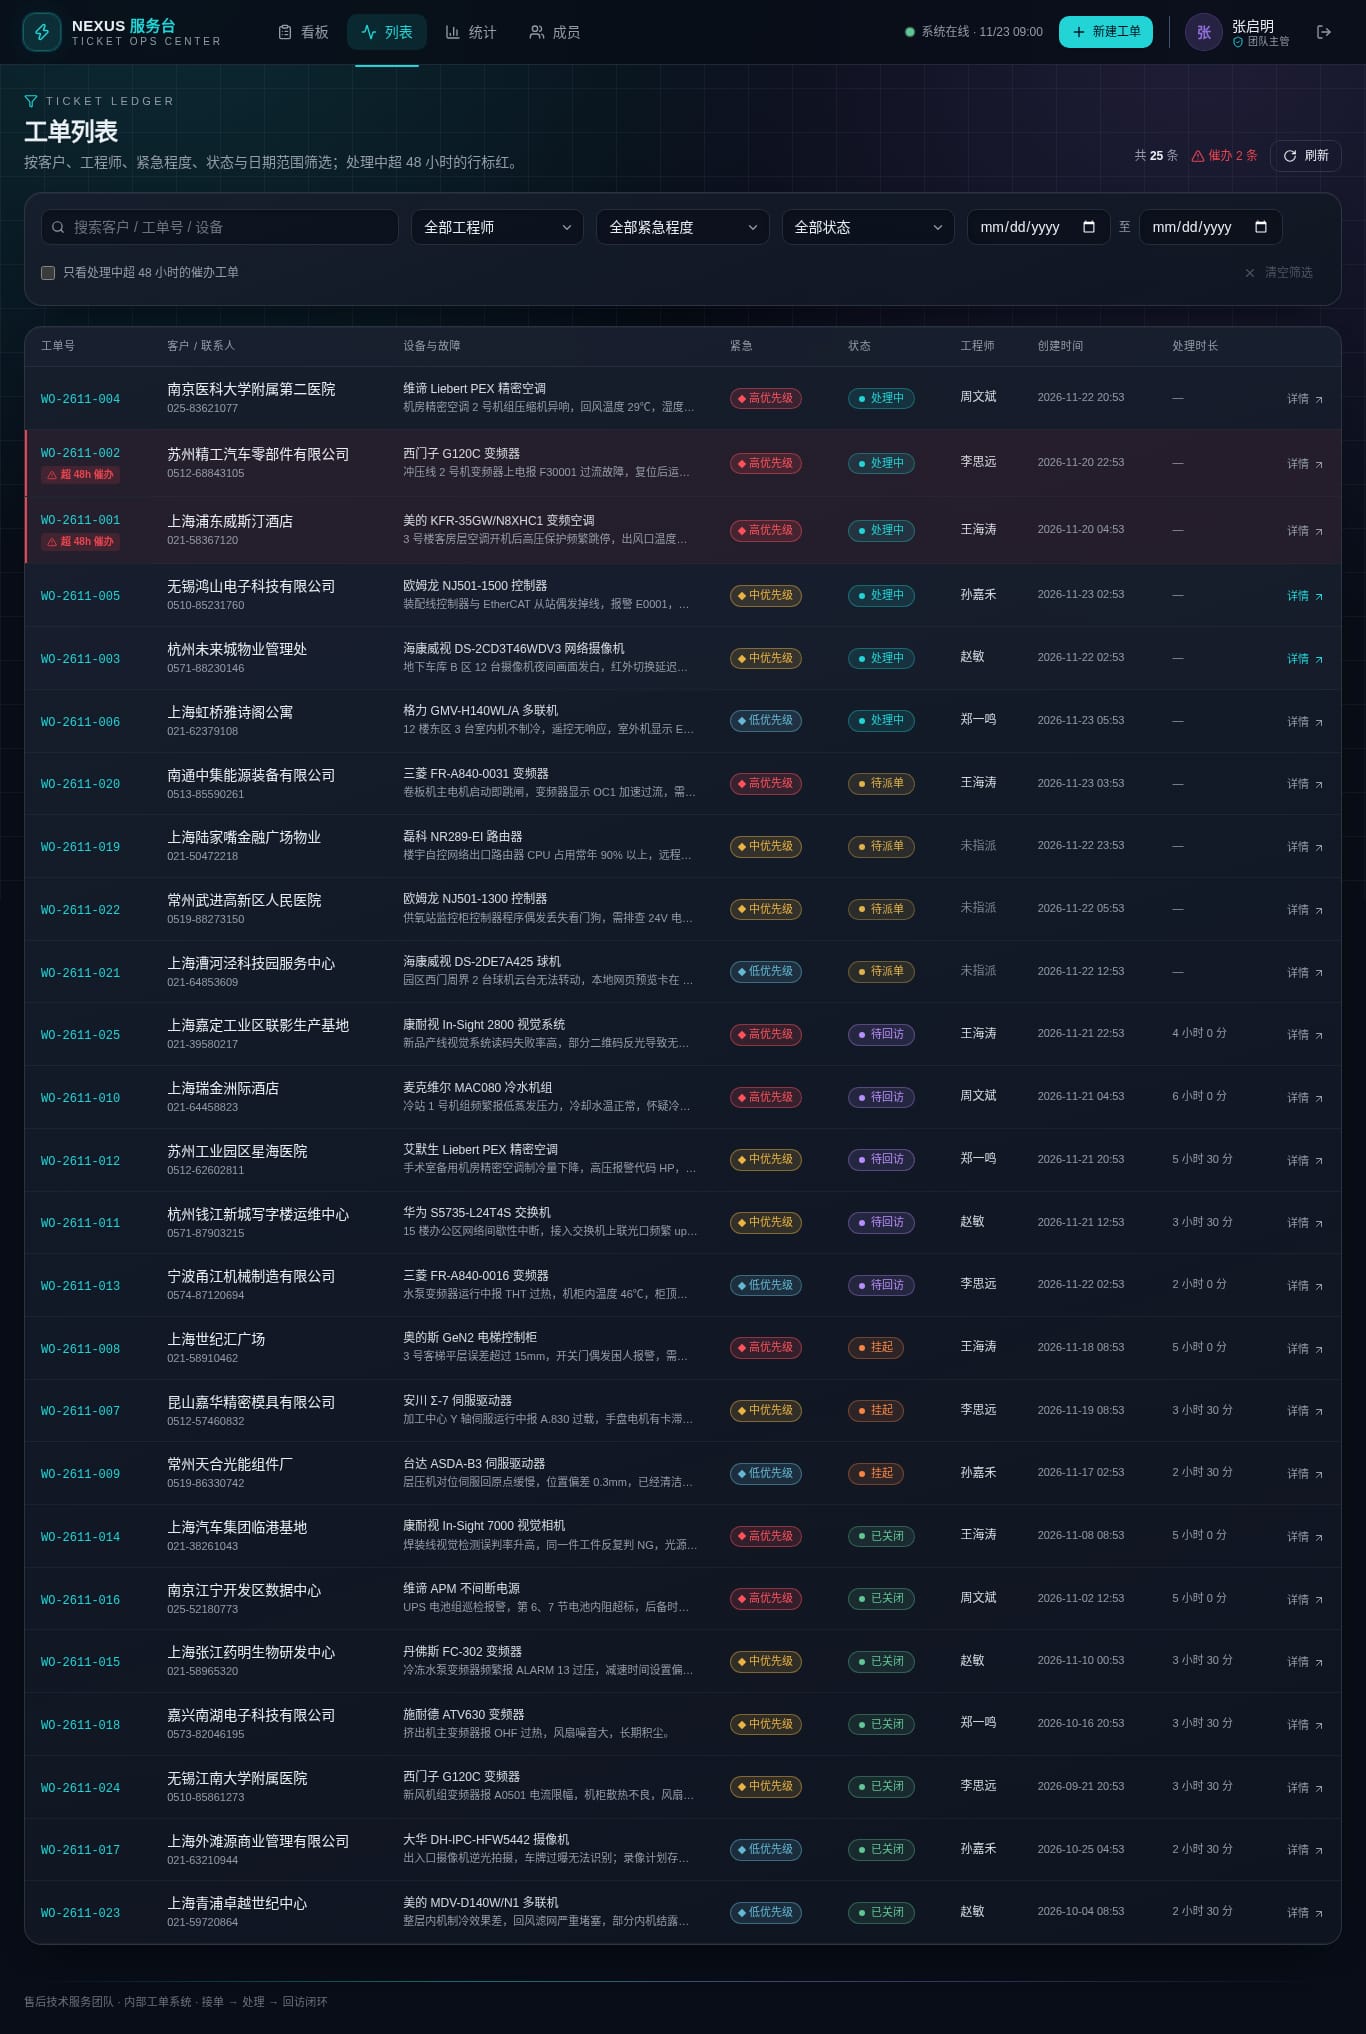 NEXUS 服务台
TICKET OPS CENTER
看板
列表
统计
成员
系统在线 · 11/23 09:00
新建工单
张
张启明
团队主管
TICKET LEDGER
工单列表
按客户、工程师、紧急程度、状态与日期范围筛选；处理中超 48 小时的行标红。
共 25 条
催办 2 条
刷新
搜索客户 / 工单号 / 设备
全部工程师
全部紧急程度
全部状态
mm/dd/yyyy
至
mm/dd/yyyy
只看处理中超 48 小时的催办工单
清空筛选
工单号 客户 / 联系人 设备与故障 紧急 状态 工程师 创建时间 处理时长
WO-2611-004 南京医科大学附属第二医院 维谛 Liebert PEX 精密空调 高优先级 处理中 周文斌 2026-11-22 20:53 — 详情
025-83621077 机房精密空调 2 号机组压缩机异响，回风温度 29℃，湿度…
WO-2611-002 苏州精工汽车零部件有限公司 西门子 G120C 变频器 高优先级 处理中 李思远 2026-11-20 22:53 — 详情
超 48h 催办 0512-68843105 冲压线 2 号机变频器上电报 F30001 过流故障，复位后运…
WO-2611-001 上海浦东威斯汀酒店 美的 KFR-35GW/N8XHC1 变频空调 高优先级 处理中 王海涛 2026-11-20 04:53 — 详情
超 48h 催办 021-58367120 3 号楼客房层空调开机后高压保护频繁跳停，出风口温度…
WO-2611-005 无锡鸿山电子科技有限公司 欧姆龙 NJ501-1500 控制器 中优先级 处理中 孙嘉禾 2026-11-23 02:53 — 详情
0510-85231760 装配线控制器与 EtherCAT 从站偶发掉线，报警 E0001，…
WO-2611-003 杭州未来城物业管理处 海康威视 DS-2CD3T46WDV3 网络摄像机 中优先级 处理中 赵敏 2026-11-22 02:53 — 详情
0571-88230146 地下车库 B 区 12 台摄像机夜间画面发白，红外切换延迟…
WO-2611-006 上海虹桥雅诗阁公寓 格力 GMV-H140WL/A 多联机 低优先级 处理中 郑一鸣 2026-11-23 05:53 — 详情
021-62379108 12 楼东区 3 台室内机不制冷，遥控无响应，室外机显示 E…
WO-2611-020 南通中集能源装备有限公司 三菱 FR-A840-0031 变频器 高优先级 待派单 王海涛 2026-11-23 03:53 — 详情
0513-85590261 卷板机主电机启动即跳闸，变频器显示 OC1 加速过流，需…
WO-2611-019 上海陆家嘴金融广场物业 磊科 NR289-EI 路由器 中优先级 待派单 未指派 2026-11-22 23:53 — 详情
021-50472218 楼宇自控网络出口路由器 CPU 占用常年 90% 以上，远程…
WO-2611-022 常州武进高新区人民医院 欧姆龙 NJ501-1300 控制器 中优先级 待派单 未指派 2026-11-22 05:53 — 详情
0519-88273150 供氧站监控柜控制器程序偶发丢失看门狗，需排查 24V 电…
WO-2611-021 上海漕河泾科技园服务中心 海康威视 DS-2DE7A425 球机 低优先级 待派单 未指派 2026-11-22 12:53 — 详情
021-64853609 园区西门周界 2 台球机云台无法转动，本地网页预览卡在 …
WO-2611-025 上海嘉定工业区联影生产基地 康耐视 In-Sight 2800 视觉系统 高优先级 待回访 王海涛 2026-11-21 22:53 4 小时 0 分 详情
021-39580217 新品产线视觉系统读码失败率高，部分二维码反光导致无…
WO-2611-010 上海瑞金洲际酒店 麦克维尔 MAC080 冷水机组 高优先级 待回访 周文斌 2026-11-21 04:53 6 小时 0 分 详情
021-64458823 冷站 1 号机组频繁报低蒸发压力，冷却水温正常，怀疑冷…
WO-2611-012 苏州工业园区星海医院 艾默生 Liebert PEX 精密空调 中优先级 待回访 郑一鸣 2026-11-21 20:53 5 小时 30 分 详情
0512-62602811 手术室备用机房精密空调制冷量下降，高压报警代码 HP，…
WO-2611-011 杭州钱江新城写字楼运维中心 华为 S5735-L24T4S 交换机 中优先级 待回访 赵敏 2026-11-21 12:53 3 小时 30 分 详情
0571-87903215 15 楼办公区网络间歇性中断，接入交换机上联光口频繁 up…
WO-2611-013 宁波甬江机械制造有限公司 三菱 FR-A840-0016 变频器 低优先级 待回访 李思远 2026-11-22 02:53 2 小时 0 分 详情
0574-87120694 水泵变频器运行中报 THT 过热，机柜内温度 46℃，柜顶…
WO-2611-008 上海世纪汇广场 奥的斯 GeN2 电梯控制柜 高优先级 挂起 王海涛 2026-11-18 08:53 5 小时 0 分 详情
021-58910462 3 号客梯平层误差超过 15mm，开关门偶发困人报警，需…
WO-2611-007 昆山嘉华精密模具有限公司 安川 Σ-7 伺服驱动器 中优先级 挂起 李思远 2026-11-19 08:53 3 小时 30 分 详情
0512-57460832 加工中心 Y 轴伺服运行中报 A.830 过载，手盘电机有卡滞…
WO-2611-009 常州天合光能组件厂 台达 ASDA-B3 伺服驱动器 低优先级 挂起 孙嘉禾 2026-11-17 02:53 2 小时 30 分 详情
0519-86330742 层压机对位伺服回原点缓慢，位置偏差 0.3mm，已经清洁…
WO-2611-014 上海汽车集团临港基地 康耐视 In-Sight 7000 视觉相机 高优先级 已关闭 王海涛 2026-11-08 08:53 5 小时 0 分 详情
021-38261043 焊装线视觉检测误判率升高，同一件工件反复判 NG，光源…
WO-2611-016 南京江宁开发区数据中心 维谛 APM 不间断电源 高优先级 已关闭 周文斌 2026-11-02 12:53 5 小时 0 分 详情
025-52180773 UPS 电池组巡检报警，第 6、7 节电池内阻超标，后备时…
WO-2611-015 上海张江药明生物研发中心 丹佛斯 FC-302 变频器 中优先级 已关闭 赵敏 2026-11-10 00:53 3 小时 30 分 详情
021-58965320 冷冻水泵变频器频繁报 ALARM 13 过压，减速时间设置偏…
WO-2611-018 嘉兴南湖电子科技有限公司 施耐德 ATV630 变频器 中优先级 已关闭 郑一鸣 2026-10-16 20:53 3 小时 30 分 详情
0573-82046195 挤出机主变频器报 OHF 过热，风扇噪音大，长期积尘。
WO-2611-024 无锡江南大学附属医院 西门子 G120C 变频器 中优先级 已关闭 李思远 2026-09-21 20:53 3 小时 30 分 详情
0510-85861273 新风机组变频器报 A0501 电流限幅，机柜散热不良，风扇…
WO-2611-017 上海外滩源商业管理有限公司 大华 DH-IPC-HFW5442 摄像机 低优先级 已关闭 孙嘉禾 2026-10-25 04:53 2 小时 30 分 详情
021-63210944 出入口摄像机逆光拍摄，车牌过曝无法识别；录像计划存…
WO-2611-023 上海青浦卓越世纪中心 美的 MDV-D140W/N1 多联机 低优先级 已关闭 赵敏 2026-10-04 08:53 2 小时 30 分 详情
021-59720864 整层内机制冷效果差，回风滤网严重堵塞，部分内机结露…
售后技术服务团队 · 内部工单系统 · 接单 → 处理 → 回访闭环